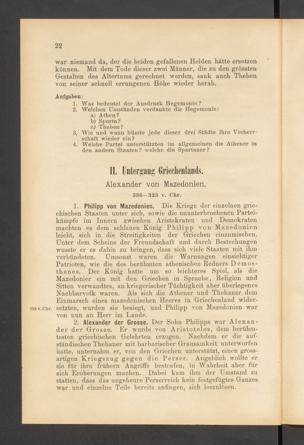 22
war niemand da, der die beiden gefallenen Helden hätte ersetzen
können. Mit dem Tode dieser zwei Männer, die zu den grössten
Gestalten des Altertums gerechnet werden, sank auch Theben
von seiner schnell errungenen Höhe wieder herab.
Aufgaben:
1. Was bedeutet der Ausdruck Hegemonie?
2. Welchen Umständen verdankte die Hegemonie:
a) Athen?
b) Sparta?
c) Theben?
3. Wie und wann büsste jede dieser drei Städte ihre Vorherr-
schaft wieder ein?
4. Welche Partei unterstützten im allgemeinen die Athener in
den andern Staaten? welche die Spartaner?
II. Untergang Griechenlands.
Alexander von Mazedonien.
336–323 v. Chr.
1. Philipp von Mazedonien. Die Kriege der einzelnen grie-
chischen Staaten unter sich, sowie die ununterbrochenen Partei-
kämpfe im Innern zwischen Aristokraten und Demokraten
machten es dem schlauen König Philipp von Mazedonien
leicht, sich in die Streitigkeiten der Griechen einzumischen.
Unter dem Scheine der Freundschaft und durch Bestechungen
wusste er es dahin zu bringen, dass sich viele Staaten mit ihm
verbündeten. Umsonst waren die Warnungen einsichtiger
Patrioten, wie die des berühmten athenischen Redners Demos-
thenes. Der König hatte um so leichteres Spiel, als die
Mazedonier ein mit den Griechen in Sprache, Religion und
Sitten verwandtes, an kriegerischer Tüchtigkeit aber überlegenes
Nachbarvolk waren. Als sich die Athener und Thebaner dem
Einmarsch eines mazedonischen Heeres in Griechenland wider-
setzten, wurden sie besiegt, und Philipp von Mazedonien war
von nun an Herr im Lande.
2. Alexander der Grosse. Der Sohn Philipps war Alexan-
der der Grosse. Er wurde von Aristoteles, dem berühm-
testen griechischen Gelehrten erzogen. Nachdem er die auf-
ständischen Thebaner mit barbarischer Grausamkeit unterworfen
hatte, unternahm er, von den Griechen unterstützt, einen gross-
artigen Kriegszug gegen die Perser. Angeblich wollte er
sie für ihre frühern Angriffe bestrafen, in Wahrheit aber für
sich Eroberungen machen. Dabei kam ihm der Umstand zu
statten, dass das ungeheure Perserreich kein festgefügtes Ganzes
war und einzelne Teile bereits anfingen, sich loszulösen.